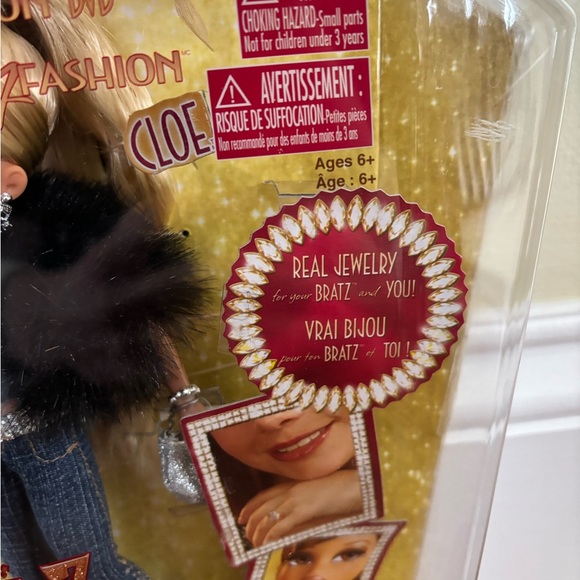 CHOKING HAZARD-Small parts
Not for children under 3 years
FASHION
AVERTISSEMENT :
RISQUE DE SUFFOCATION-Petites pièces
Non recommandé pour des enfants de moins de 3 ans
CLOE
Ages 6+
Âge : 6+
REAL JEWELRY
for your BRATZ™ and YOU!
VRAI BIJOU
pour ton BRATZ™ et TOI !